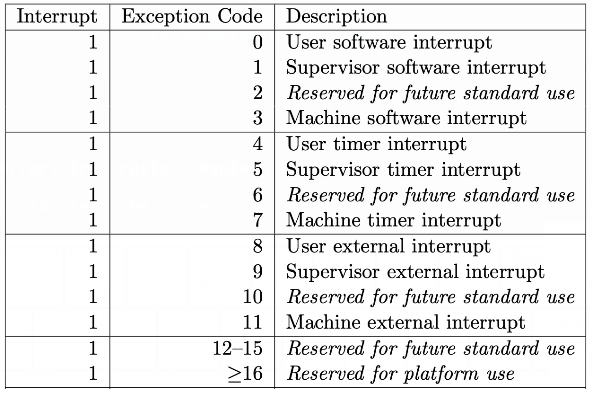 Interrupt Exception Code Description
1 0 User software interrupt
1 1 Supervisor software interrupt
1 2 Reserved for future standard use
1 3 Machine software interrupt
1 4 User timer interrupt
1 5 Supervisor timer interrupt
1 6 Reserved for future standard use
1 7 Machine timer interrupt
1 8 User external interrupt
1 9 Supervisor external interrupt
1 10 Reserved for future standard use
1 11 Machine external interrupt
1 12–15 Reserved for future standard use
1 ≥16 Reserved for platform use